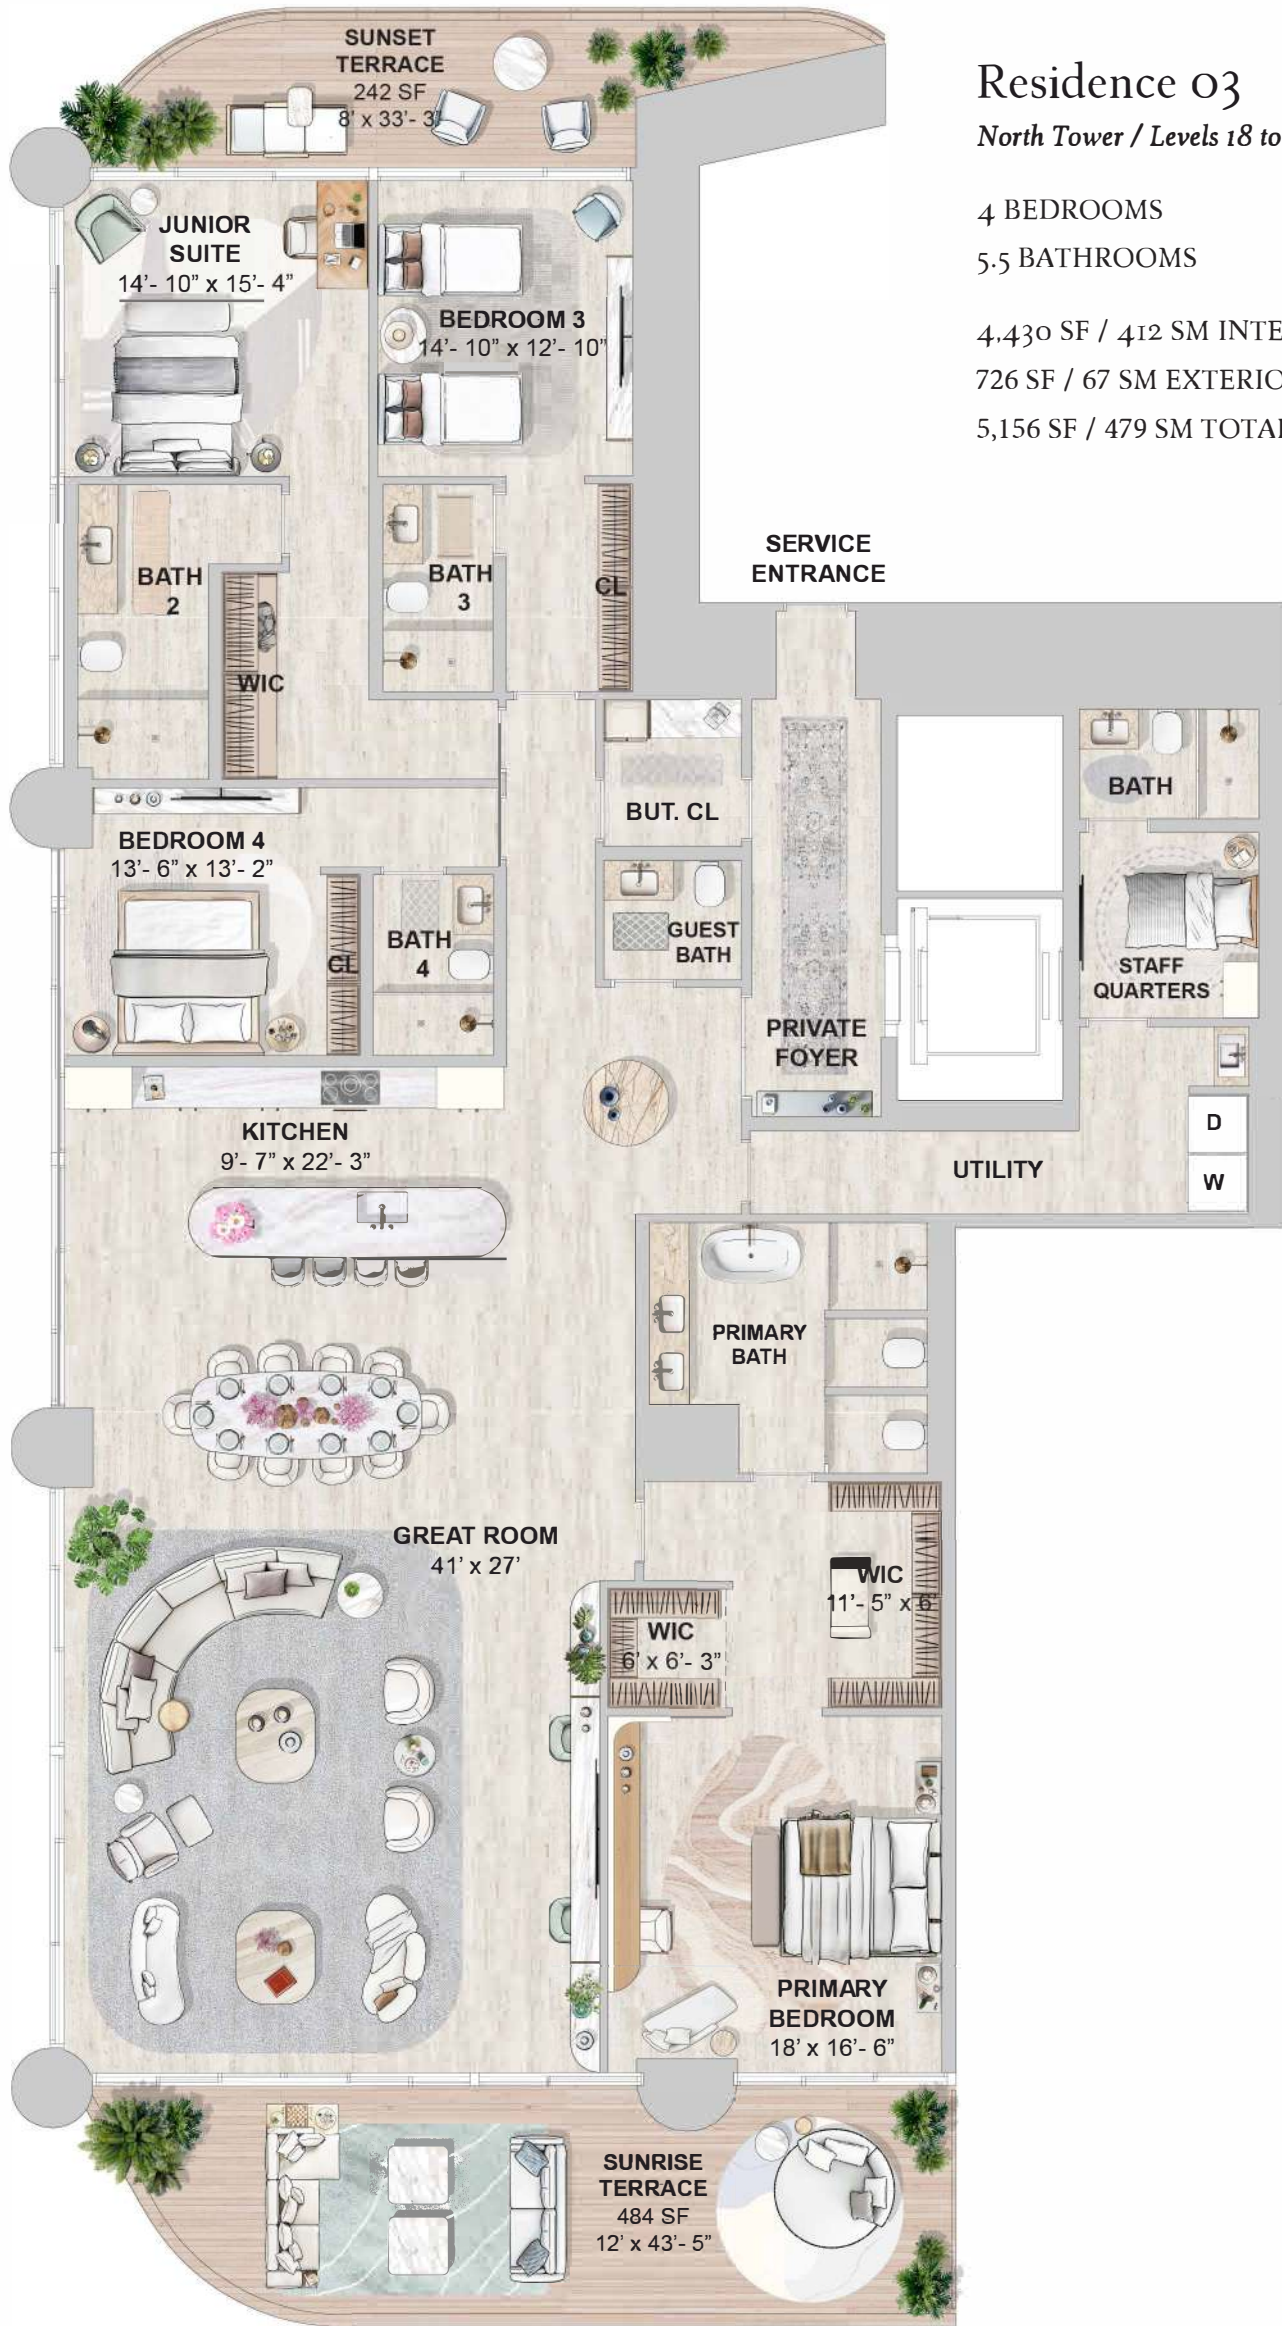 SUNSET
TERRACE
242 SF
8' x 33'- 3"
Residence 03
North Tower / Levels 18 to
4 BEDROOMS
5.5 BATHROOMS
4,430 SF / 412 SM INTE
726 SF / 67 SM EXTERIO
5,156 SF / 479 SM TOTAL
JUNIOR
SUITE
14'- 10” x 15'- 4”
BEDROOM 3
14'- 10” x 12'- 10”
SERVICE
ENTRANCE
BATH
2
BATH
3
CL
WIC
BUT. CL
BATH
BEDROOM 4
13'- 6” x 13'- 2”
GUEST
BATH
BATH
4
CL
STAFF
QUARTERS
PRIVATE
FOYER
KITCHEN
9'- 7” x 22'- 3”
D
W
UTILITY
PRIMARY
BATH
GREAT ROOM
41' x 27'
WIC
11'- 5” x 6'
WIC
6' x 6'- 3”
PRIMARY
BEDROOM
18' x 16'- 6”
SUNRISE
TERRACE
484 SF
12' x 43'- 5”